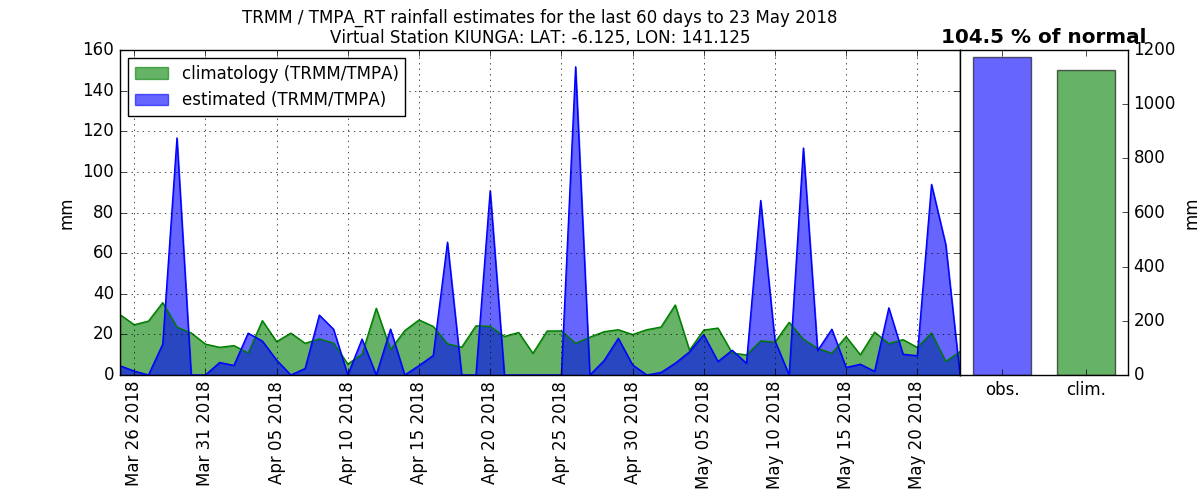 TRMM / TMPA_RT rainfall estimates for the last 60 days to 23 May 2018
Virtual Station KIUNGA: LAT: -6.125, LON: 141.125
104.5 % of normal
climatology (TRMM/TMPA)
estimated (TRMM/TMPA)
160
140
120
100
80
60
40
20
0
mm
Mar 26 2018
Mar 31 2018
Apr 05 2018
Apr 10 2018
Apr 15 2018
Apr 20 2018
Apr 25 2018
Apr 30 2018
May 05 2018
May 10 2018
May 15 2018
May 20 2018
obs.
clim.
1200
1000
800
600
400
200
0
mm